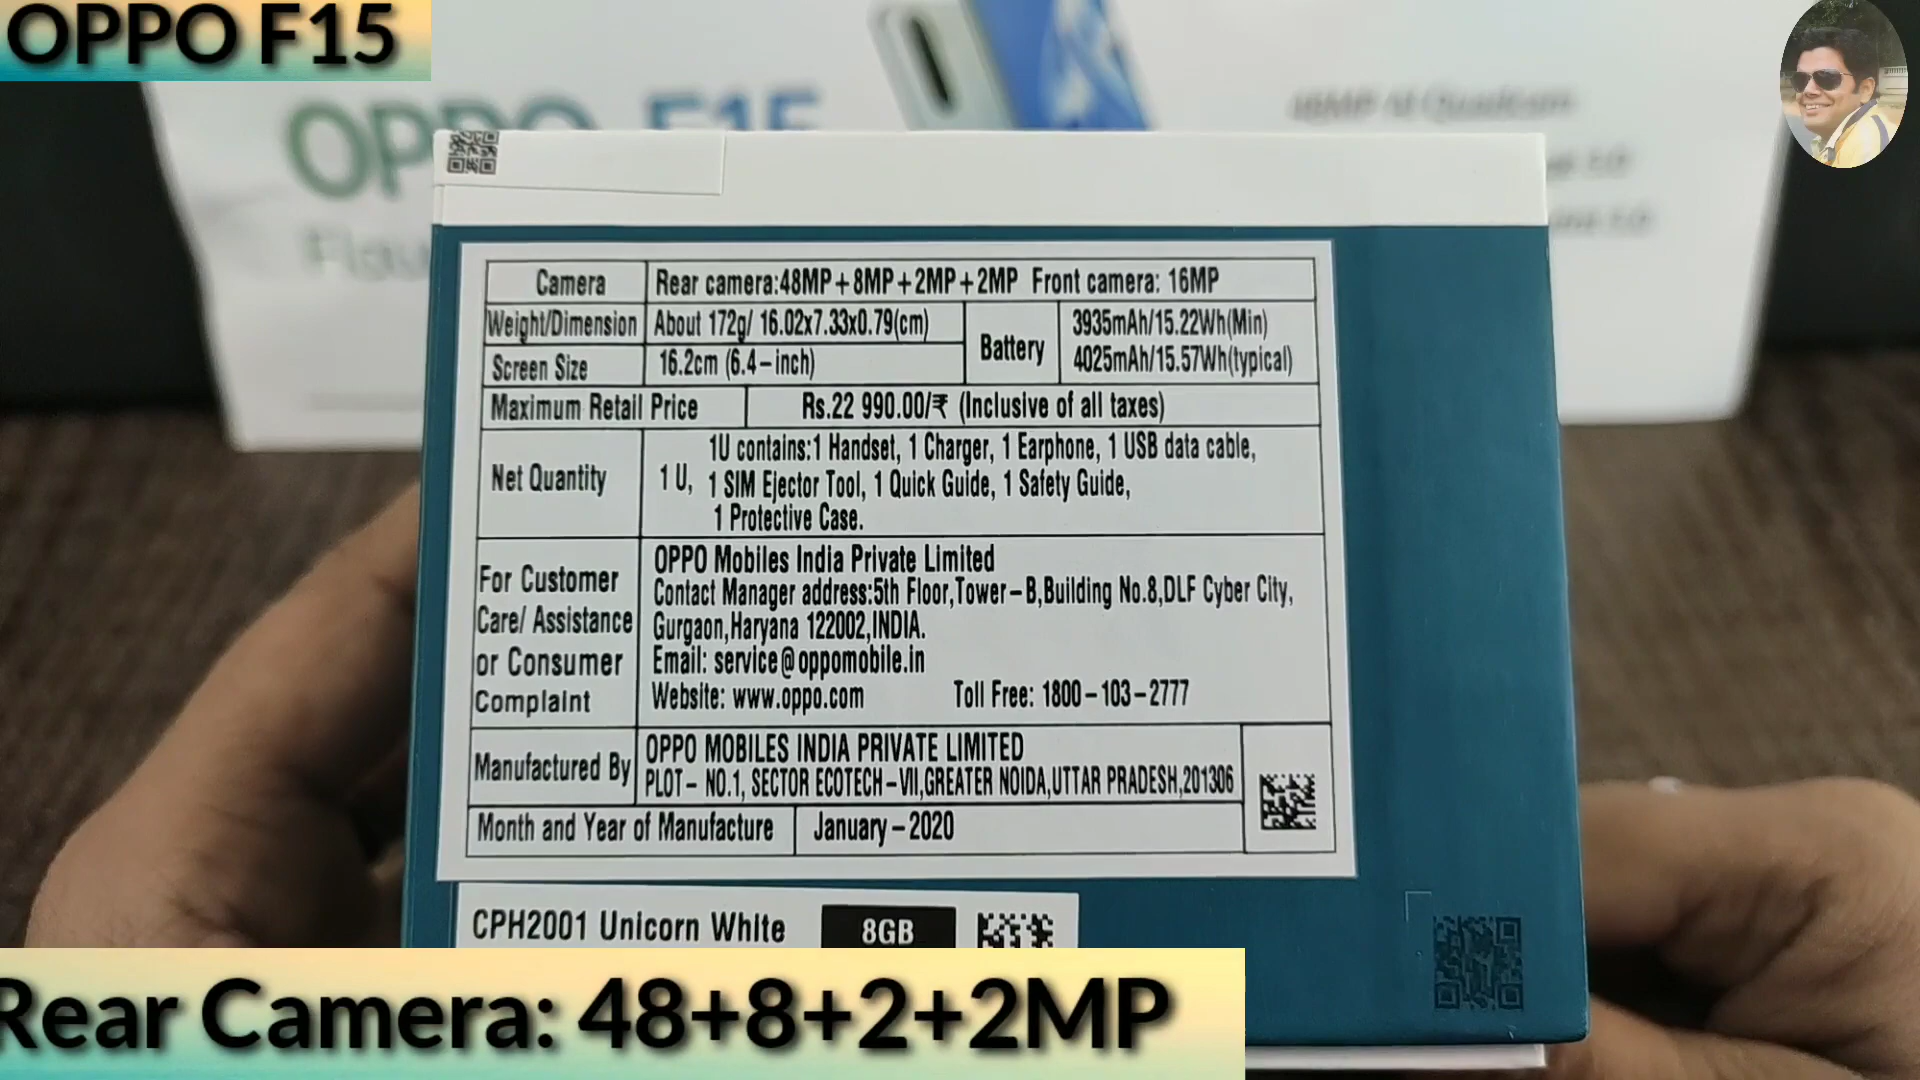 OPPO F15
OPPO F15
48MP AI Quadcam
Camera
Rear camera:48MP+8MP+2MP+2MP Front camera: 16MP
Weight/Dimension
About 172g/ 16.02x7.33x0.79(cm)
Battery
3935mAh/15.22Wh(Min)
4025mAh/15.57Wh(typical)
Screen Size
16.2cm (6.4-inch)
Maximum Retail Price
Rs.22 990.00/₹ (Inclusive of all taxes)
Net Quantity
1 U,
1U contains:1 Handset, 1 Charger, 1 Earphone, 1 USB data cable,
1 SIM Ejector Tool, 1 Quick Guide, 1 Safety Guide,
1 Protective Case.
For Customer
Care/ Assistance
or Consumer
Complaint
OPPO Mobiles India Private Limited
Contact Manager address:5th Floor,Tower-B,Building No.8,DLF Cyber City,
Gurgaon,Haryana 122002,INDIA.
Email: service@oppomobile.in
Website: www.oppo.com Toll Free: 1800-103-2777
Manufactured By
OPPO MOBILES INDIA PRIVATE LIMITED
PLOT- NO.1, SECTOR ECOTECH-VII,GREATER NOIDA,UTTAR PRADESH,201306
Month and Year of Manufacture
January-2020
CPH2001 Unicorn White
8GB
Rear Camera: 48+8+2+2MP